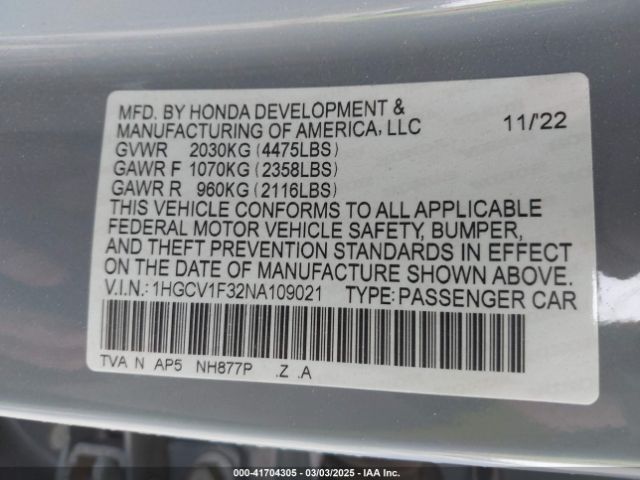 MFD. BY HONDA DEVELOPMENT &
MANUFACTURING OF AMERICA, LLC 11/'22
GVWR 2030KG (4475LBS)
GAWR F 1070KG (2358LBS)
GAWR R 960KG (2116LBS)
THIS VEHICLE CONFORMS TO ALL APPLICABLE
FEDERAL MOTOR VEHICLE SAFETY, BUMPER,
AND THEFT PREVENTION STANDARDS IN EFFECT
ON THE DATE OF MANUFACTURE SHOWN ABOVE.
V.I.N.: 1HGCV1F32NA109021 TYPE: PASSENGER CAR
TVA N AP5 NH877P .Z .A
000-41704305 - 03/03/2025 - IAA Inc.